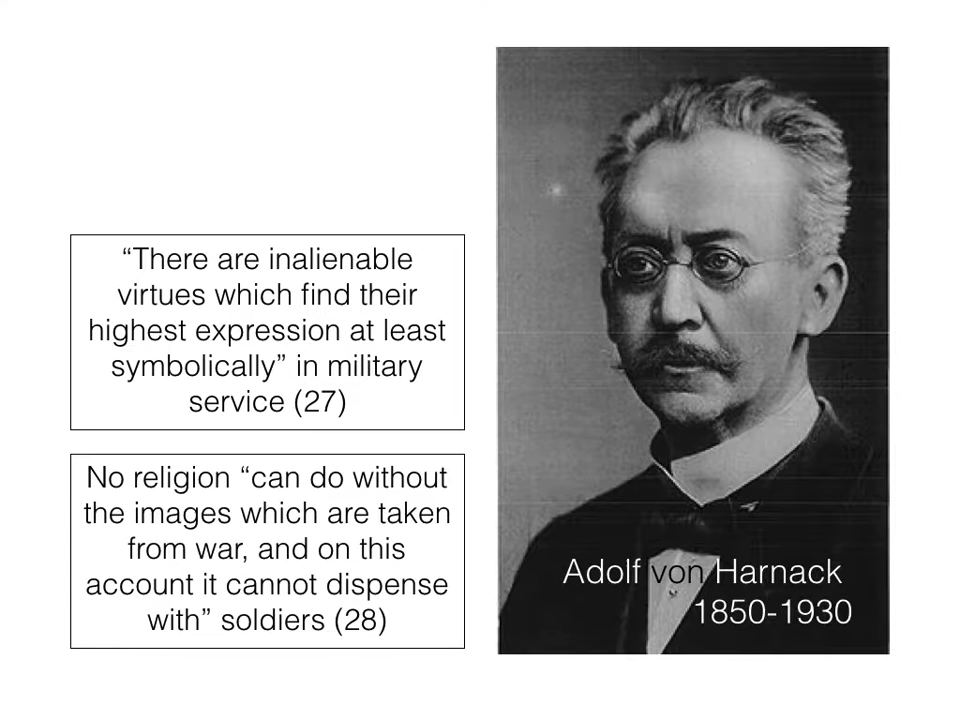 “There are inalienable
virtues which find their
highest expression at least
symbolically” in military
service (27)
No religion “can do without
the images which are taken
from war, and on this
account it cannot dispense
with” soldiers (28)
Adolf von Harnack
1850-1930